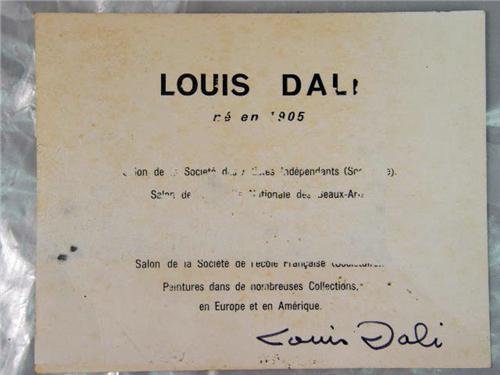 LOUIS DALI
né en 1905
Salon de la Société des Indépendants
Salon de Nationale des Beaux-Arts
Salon de la Société de l'école Française
Peintures dans de nombreuses Collections,
en Europe et en Amérique.
Louis Dali